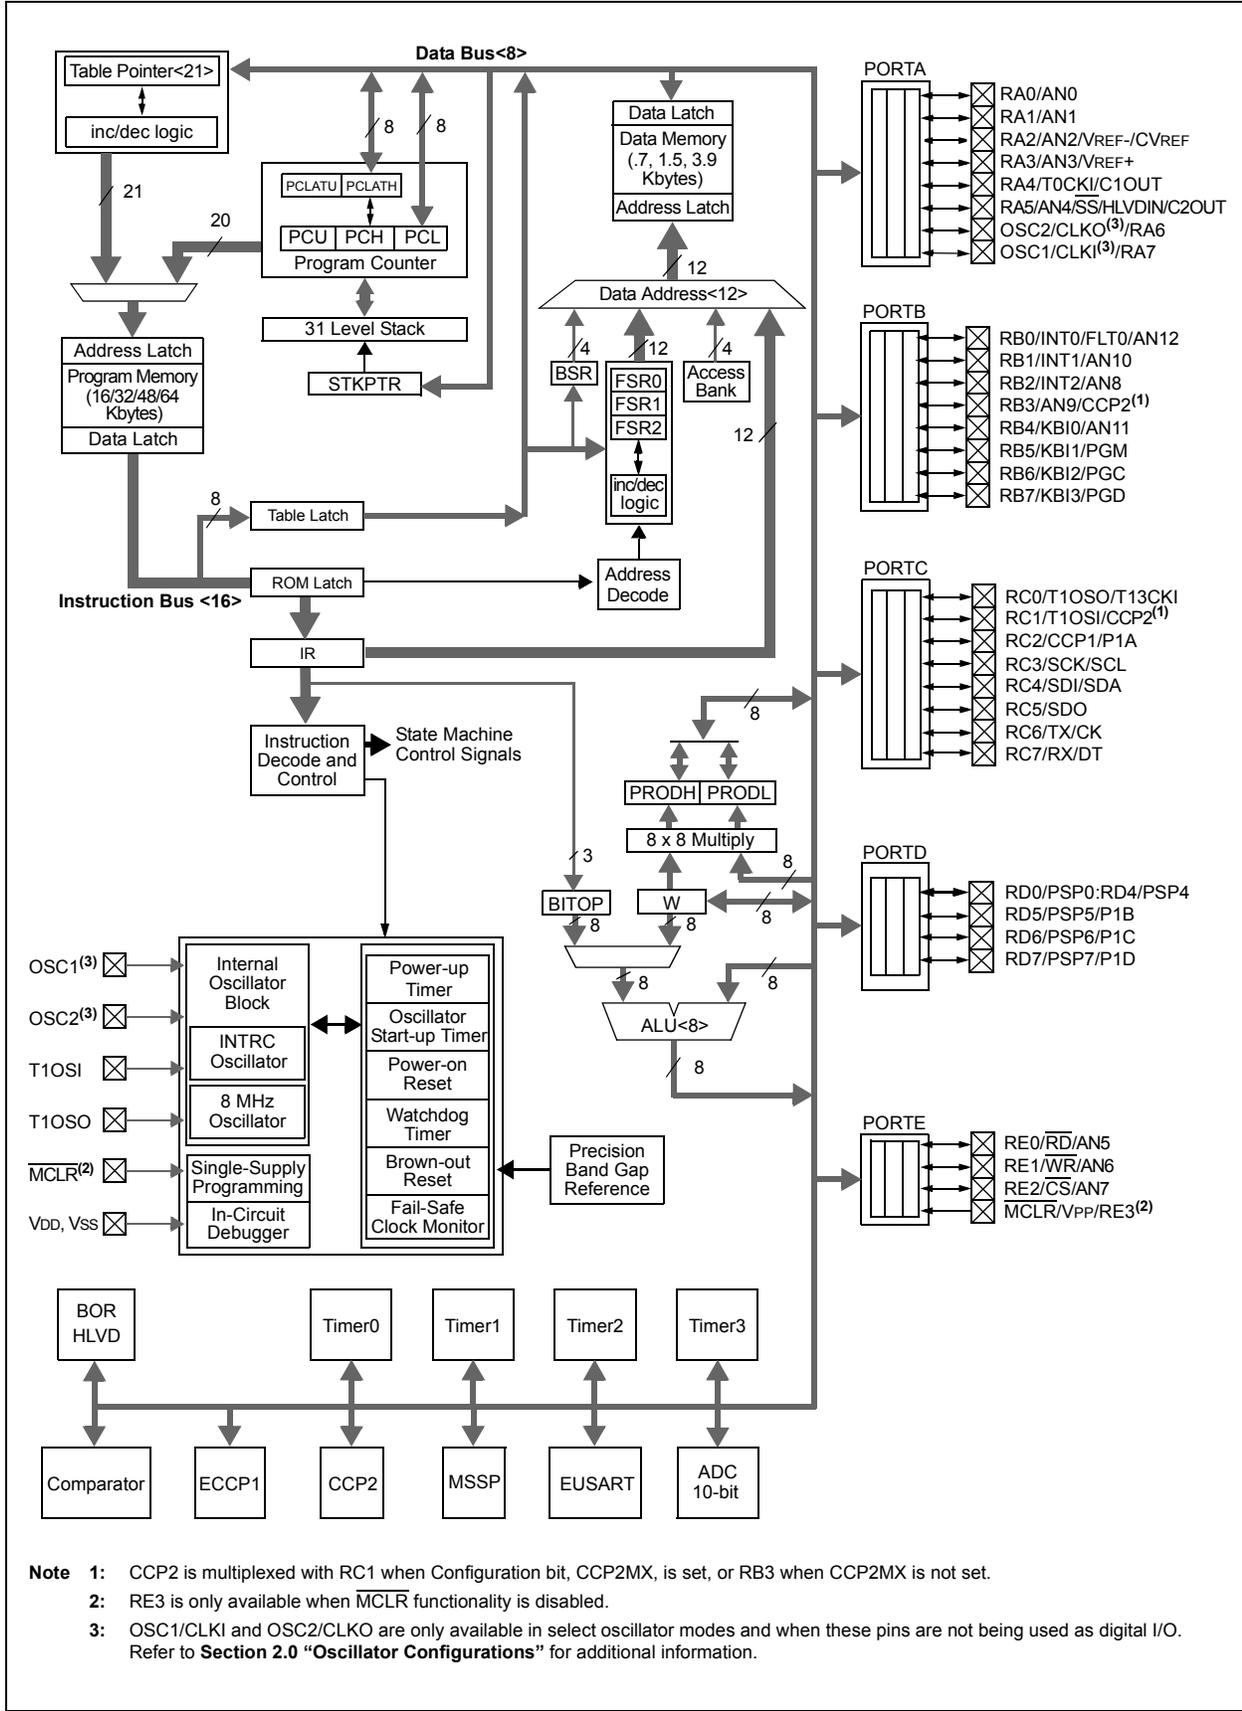 Data Bus<8>
Table Pointer<21>
inc/dec logic
21
20
8
8
PCLATU PCLATH
PCU PCH PCL
Program Counter
31 Level Stack
STKPTR
Data Latch
Data Memory
(.7, 1.5, 3.9
Kbytes)
Address Latch
12
Data Address<12>
4
12
4
BSR
FSR0
FSR1
FSR2
inc/dec
logic
Access
Bank
12
Address Latch
Program Memory
(16/32/48/64
Kbytes)
Data Latch
8
Table Latch
ROM Latch
Instruction Bus <16>
Address
Decode
IR
Instruction
Decode and
Control
State Machine
Control Signals
8
PRODH PRODL
8 x 8 Multiply
3
8
BITOP
W
8
8
8
8
8
ALU<8>
8
OSC1(3)
OSC2(3)
T1OSI
T1OSO
MCLR(2)
VDD, VSS
Internal
Oscillator
Block
INTRC
Oscillator
8 MHz
Oscillator
Single-Supply
Programming
In-Circuit
Debugger
Power-up
Timer
Oscillator
Start-up Timer
Power-on
Reset
Watchdog
Timer
Brown-out
Reset
Fail-Safe
Clock Monitor
Precision
Band Gap
Reference
PORTA
RA0/AN0
RA1/AN1
RA2/AN2/VREF-/CVREF
RA3/AN3/VREF+
RA4/T0CKI/C1OUT
RA5/AN4/SS/HLVDIN/C2OUT
OSC2/CLKO(3)/RA6
OSC1/CLKI(3)/RA7
PORTB
RB0/INT0/FLT0/AN12
RB1/INT1/AN10
RB2/INT2/AN8
RB3/AN9/CCP2(1)
RB4/KBI0/AN11
RB5/KBI1/PGM
RB6/KBI2/PGC
RB7/KBI3/PGD
PORTC
RC0/T1OSO/T13CKI
RC1/T1OSI/CCP2(1)
RC2/CCP1/P1A
RC3/SCK/SCL
RC4/SDI/SDA
RC5/SDO
RC6/TX/CK
RC7/RX/DT
PORTD
RD0/PSP0:RD4/PSP4
RD5/PSP5/P1B
RD6/PSP6/P1C
RD7/PSP7/P1D
PORTE
RE0/RD/AN5
RE1/WR/AN6
RE2/CS/AN7
MCLR/VPP/RE3(2)
BOR
HLVD
Timer0
Timer1
Timer2
Timer3
Comparator
ECCP1
CCP2
MSSP
EUSART
ADC
10-bit
Note 1: CCP2 is multiplexed with RC1 when Configuration bit, CCP2MX, is set, or RB3 when CCP2MX is not set.
2: RE3 is only available when MCLR functionality is disabled.
3: OSC1/CLKI and OSC2/CLKO are only available in select oscillator modes and when these pins are not being used as digital I/O.
Refer to Section 2.0 “Oscillator Configurations” for additional information.